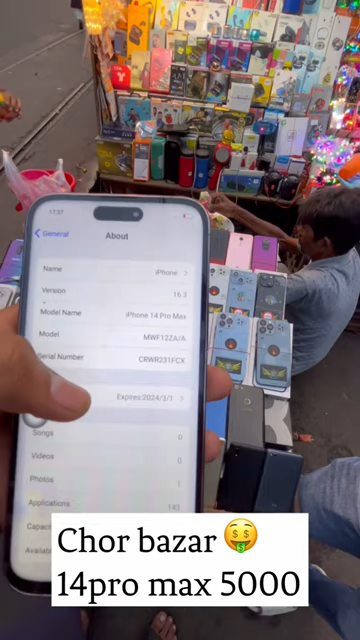 17:37
General
About
Name
iPhone
Version
16.3
Model Name
iPhone 14 Pro Max
Model
MWF12ZA/A
Serial Number
CRWR231FCX
Expires:2024/3/1
Songs
0
Videos
0
Photos
1
Applications
143
Chor bazar🤑
14pro max 5000